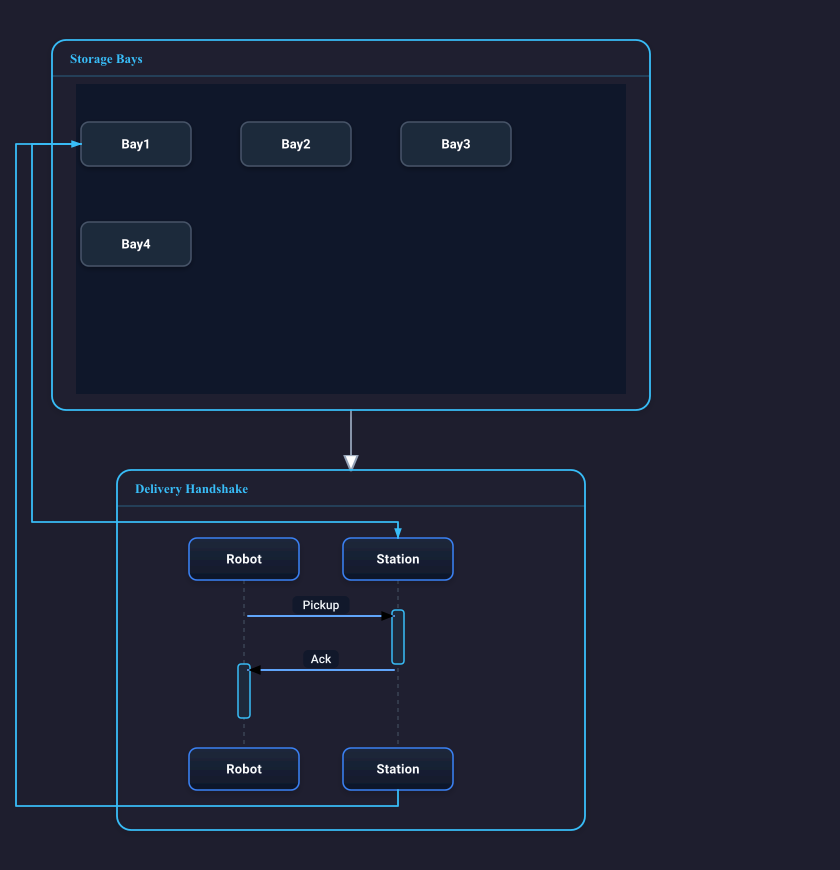 Storage Bays
Bay1
Bay2
Bay3
Bay4
Delivery Handshake
Robot
Station
Pickup
Ack
Robot
Station